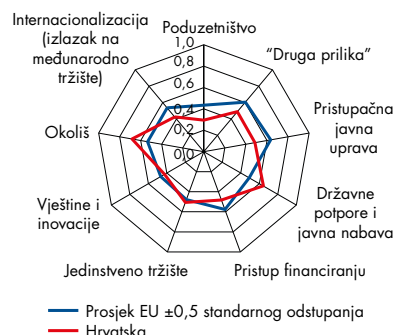 Internacionalizacija
(izlazak na
međunarodno
tržište)
Poduzetništvo
1,0
0,8
0,6
0,4
0,2
0,0
“Druga prilika”
Pristupačna
javna
uprava
Državne
potpore i
javna nabava
Pristup financiranju
Jedinstveno tržište
Vještine i
inovacije
Okoliš
Prosjek EU ±0,5 standarnog odstupanja
Hrvatska